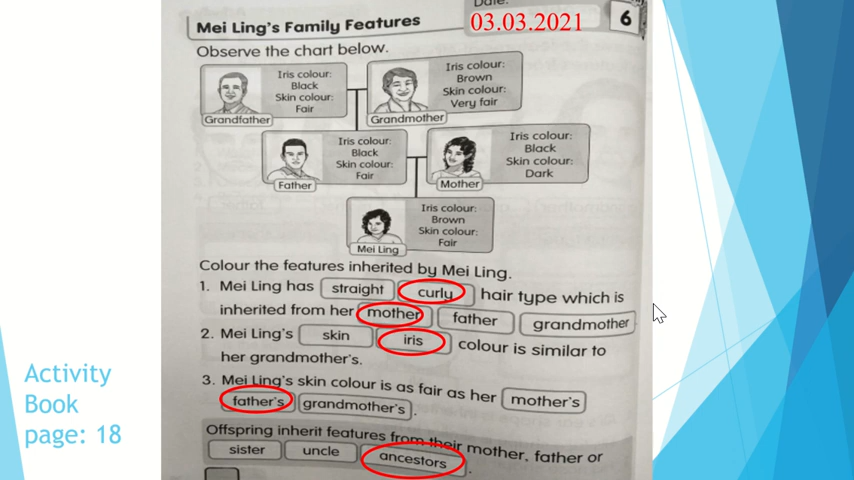 Date:
Mei Ling's Family Features
03.03.2021
6
Observe the chart below.
Iris colour:
Black
Skin colour:
Fair
Grandfather
Iris colour:
Brown
Skin colour:
Very fair
Grandmother
Iris colour:
Black
Skin colour:
Fair
Father
Iris colour:
Black
Skin colour:
Dark
Mother
Iris colour:
Brown
Skin colour:
Fair
Mei Ling
Colour the features inherited by Mei Ling.
1. Mei Ling has straight curly hair type which is
inherited from her mother father grandmother
2. Mei Ling's skin iris colour is similar to
her grandmother's.
3. Mei Ling's skin colour is as fair as her mother's
father's grandmother's .
Offspring inherit features from their mother, father or
sister uncle ancestors .
Activity
Book
page: 18